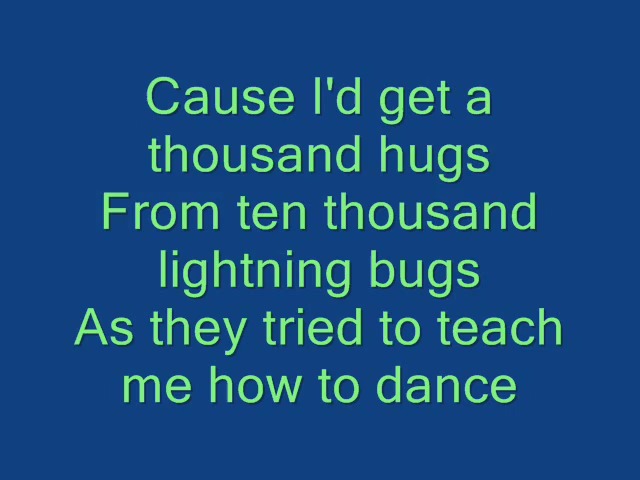 Cause I'd get a
thousand hugs
From ten thousand
lightning bugs
As they tried to teach
me how to dance